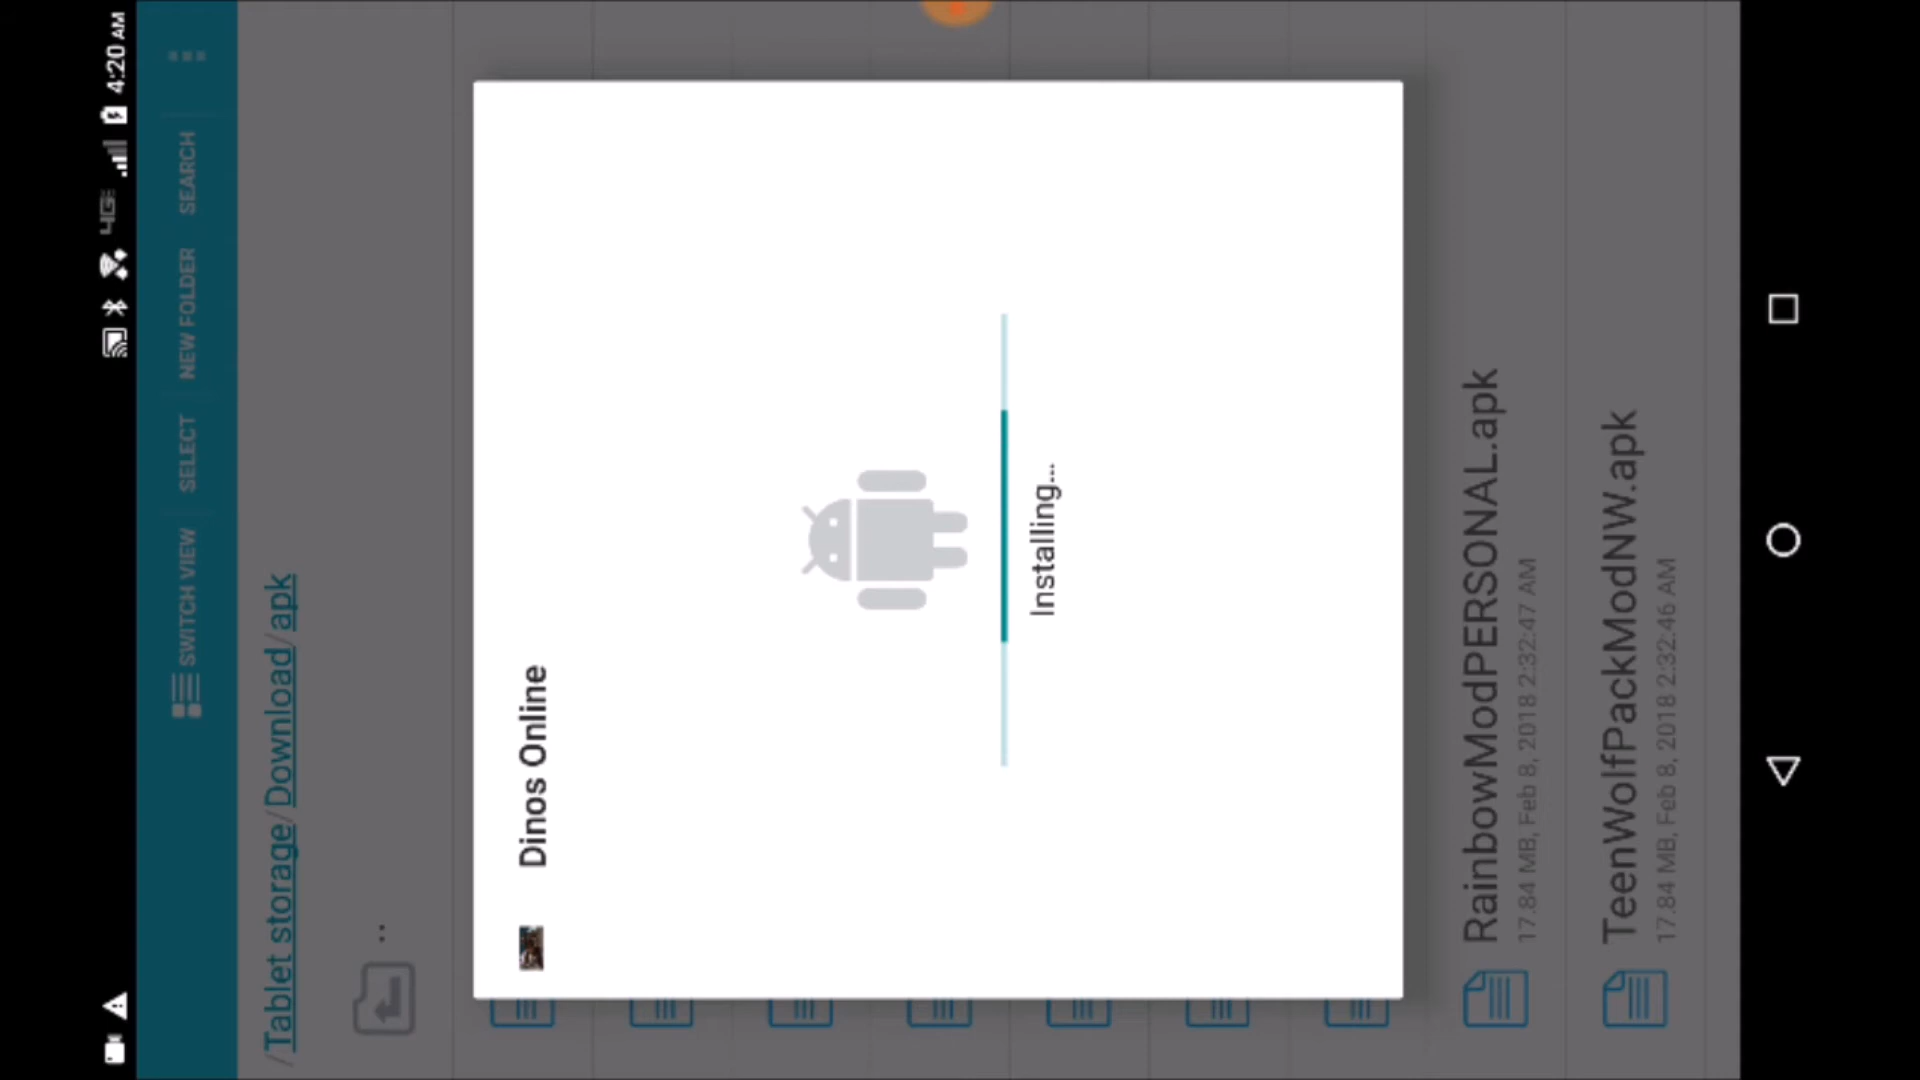 4GE 4:20 AM
SWITCH VIEW SELECT NEW FOLDER SEARCH
/Tablet storage/Download/apk
..
Dinos Online
Installing...
RainbowModPERSONAL.apk
17.84 MB, Feb 8, 2018 2:32:47 AM
TeenWolfPackModNW.apk
17.84 MB, Feb 8, 2018 2:32:46 AM